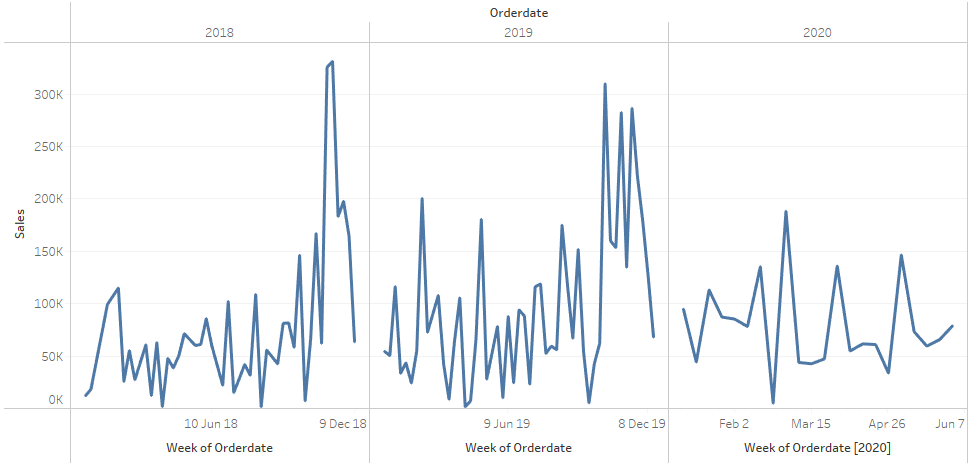 Orderdate
2018 2019 2020
300K
250K
200K
150K
100K
50K
0K
Sales
10 Jun 18 9 Dec 18 9 Jun 19 8 Dec 19 Feb 2 Mar 15 Apr 26 Jun 7
Week of Orderdate Week of Orderdate Week of Orderdate [2020]